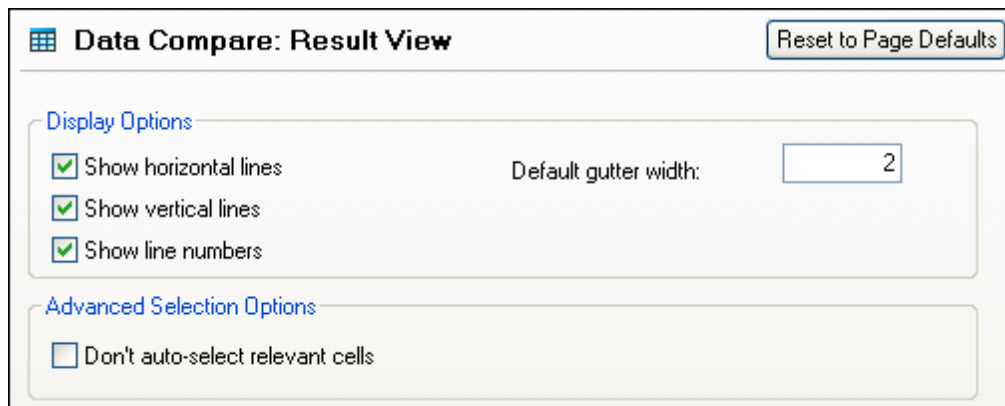 Data Compare: Result View
Reset to Page Defaults
Display Options
Show horizontal lines
Default gutter width:
2
Show vertical lines
Show line numbers
Advanced Selection Options
Don't auto-select relevant cells